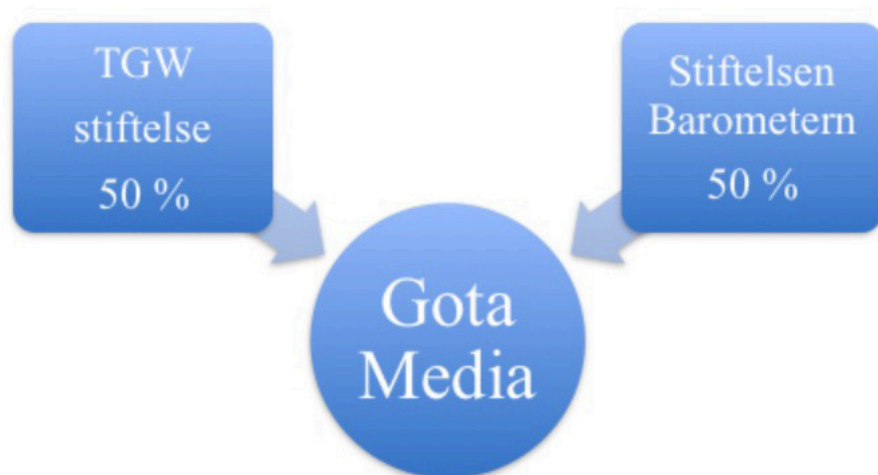 TGW
stiftelse
50 %
Stiftelsen
Barometern
50 %
Gota
Media